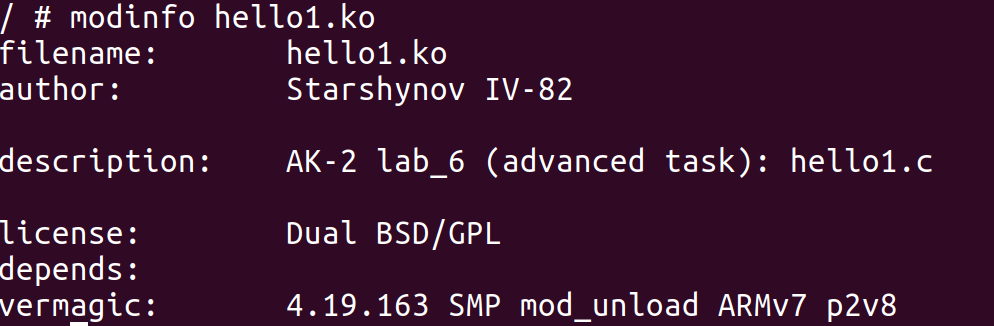 / # modinfo hello1.ko
filename:       hello1.ko
author:         Starshynov IV-82
description:    AK-2 lab_6 (advanced task): hello1.c
license:        Dual BSD/GPL
depends:
vermagic:       4.19.163 SMP mod_unload ARMv7 p2v8